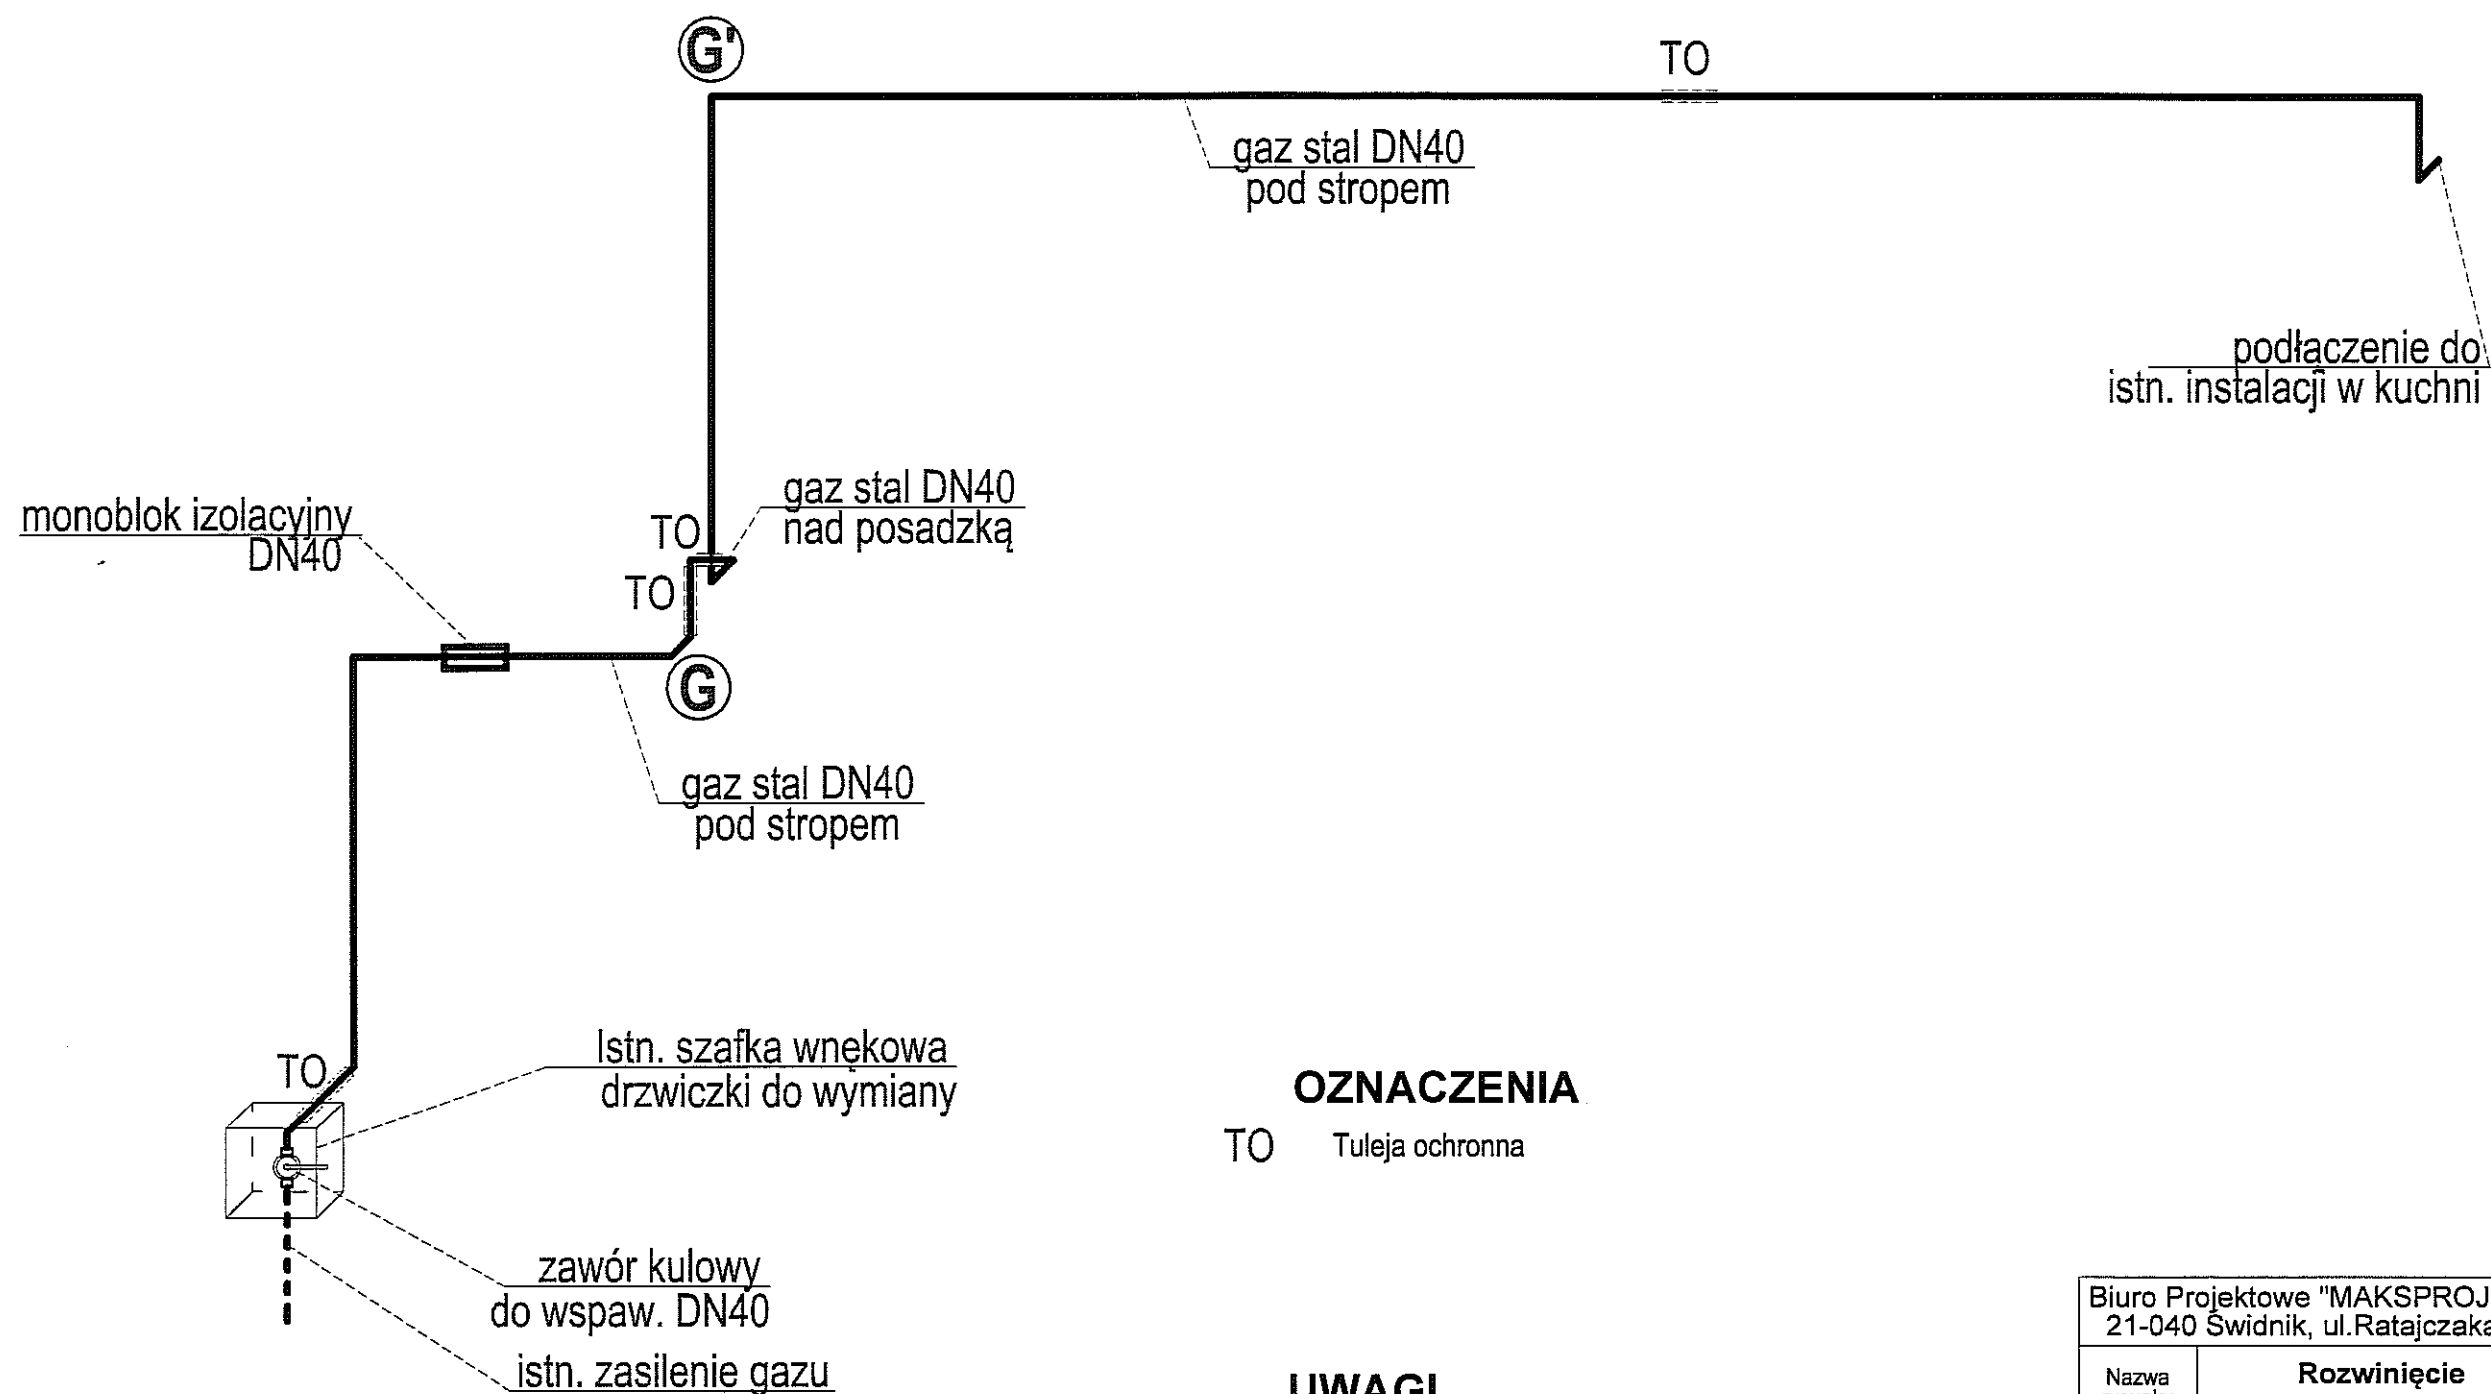 G'
TO
gaz stal DN40
pod stropem
podłączenie do
istn. instalacji w kuchni
gaz stal DN40
nad posadzką
monoblok izolacyjny
DN40
TO
TO
G
gaz stal DN40
pod stropem
Istn. szafka wnękowa
drzwiczki do wymiany
TO
OZNACZENIA
TO Tuleja ochronna
zawór kulowy
do wspaw. DN40
istn. zasilenie gazu
UWAGI
Biuro Projektowe "MAKSPROJ
21-040 Świdnik, ul.Ratajczaka
Nazwa
Rozwinięcie